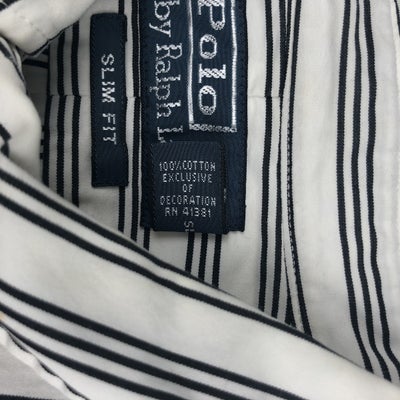 Polo
by Ralph L
SLIM FIT
100% COTTON
EXCLUSIVE
OF
DECORATION
RN 41381